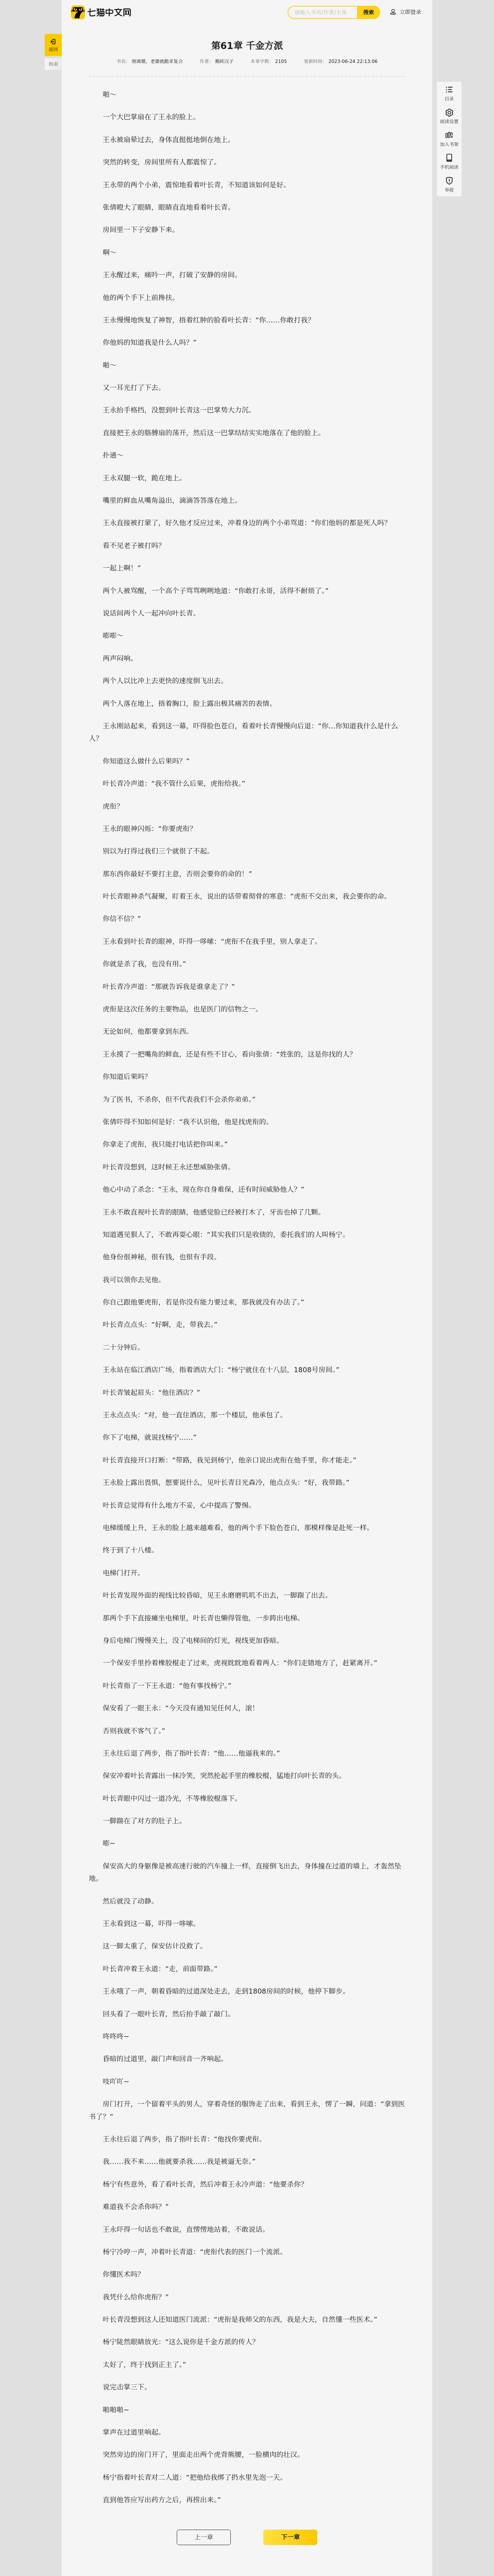 七猫中文网
请输入书名/作者/主角
搜索
立即登录
返回
指南
目录
阅读设置
加入书架
手机阅读
举报
第61章 千金方派
作者：
搬砖汉子
本章字数：
2105
更新时间：
2023-06-24 22:13:06
啪～
一个大巴掌扇在了王永的脸上。
王永被扇晕过去，身体直挺挺地倒在地上。
突然的转变，房间里所有人都震惊了。
王永带的两个小弟，震惊地看着叶长青，不知道该如何是好。
张倩瞪大了眼睛，眼睛直直地看着叶长青。
房间里一下子安静下来。
啊～
王永醒过来，痛吟一声，打破了安静的房间。
他的两个手下上前搀扶。
王永慢慢地恢复了神智，捂着红肿的脸看叶长青：“你……你敢打我？
你他妈的知道我是什么人吗？”
啪～
又一耳光打了下去。
王永抬手格挡，没想到叶长青这一巴掌势大力沉。
直接把王永的胳膊扇的荡开，然后这一巴掌结结实实地落在了他的脸上。
扑通～
王永双腿一软，跪在地上。
嘴里的鲜血从嘴角溢出，滴滴答答落在地上。
王永直接被打蒙了，好久他才反应过来，冲着身边的两个小弟骂道：“你们他妈的都是死人吗？
看不见老子被打吗？
一起上啊！”
两个人被骂醒，一个高个子骂骂咧咧地道：“你敢打永哥，活得不耐烦了。”
说话间两个人一起冲向叶长青。
嘭嘭～
两声闷响。
两个人以比冲上去更快的速度倒飞出去。
两个人落在地上，捂着胸口，脸上露出极其痛苦的表情。
王永刚站起来，看到这一幕，吓得脸色苍白，看着叶长青慢慢向后退：“你…你知道我什么是什么
人？
你知道这么做什么后果吗？”
叶长青冷声道：“我不管什么后果，虎衔给我。”
虎衔？
王永的眼神闪烁：“你要虎衔？
别以为打得过我们三个就很了不起。
那东西你最好不要打主意，否则会要你的命的！”
叶长青眼神杀气凝聚，盯着王永，说出的话带着彻骨的寒意：“虎衔不交出来，我会要你的命。
你信不信？”
王永看到叶长青的眼神，吓得一哆嗦：“虎衔不在我手里，别人拿走了。
你就是杀了我，也没有用。”
叶长青冷声道：“那就告诉我是谁拿走了？”
虎衔是这次任务的主要物品，也是医门的信物之一。
无论如何，他都要拿到东西。
王永摸了一把嘴角的鲜血，还是有些不甘心，看向张倩：“姓张的，这是你找的人？
你知道后果吗？
为了医书，不杀你，但不代表我们不会杀你弟弟。”
张倩吓得不知如何是好：“我不认识他，他是找虎衔的。
你拿走了虎衔，我只能打电话把你叫来。”
叶长青没想到，这时候王永还想威胁张倩。
他心中动了杀念：“王永，现在你自身难保，还有时间威胁他人？”
王永不敢直视叶长青的眼睛，他感觉脸已经被打木了，牙齿也掉了几颗。
知道遇见狠人了，不敢再耍心眼：“其实我们只是收债的，委托我们的人叫杨宁。
他身份很神秘，很有钱，也很有手段。
我可以领你去见他。
你自己跟他要虎衔，若是你没有能力要过来，那我就没有办法了。”
叶长青点点头：“好啊，走，带我去。”
二十分钟后。
王永站在临江酒店广场，指着酒店大门：“杨宁就住在十八层，1808号房间。”
叶长青皱起眉头：“他住酒店？”
王永点点头：“对，他一直住酒店，那一个楼层，他承包了。
你下了电梯，就说找杨宁……”
叶长青直接开口打断：“带路，我见到杨宁，他亲口说出虎衔在他手里，你才能走。”
王永脸上露出畏惧，想要说什么，见叶长青目光森冷，他点点头：“好，我带路。”
叶长青总觉得有什么地方不妥，心中提高了警惕。
电梯缓缓上升，王永的脸上越来越难看，他的两个手下脸色苍白，那模样像是赴死一样。
终于到了十八楼。
电梯门打开。
叶长青发现外面的视线比较昏暗，见王永磨磨叽叽不出去，一脚踹了出去。
那两个手下直接瘫坐电梯里，叶长青也懒得管他，一步跨出电梯。
身后电梯门慢慢关上，没了电梯间的灯光，视线更加昏暗。
一个保安手里拎着橡胶棍走了过来，虎视眈眈地看着两人：“你们走错地方了，赶紧离开。”
叶长青指了一下王永道：“他有事找杨宁。”
保安看了一眼王永：“今天没有通知见任何人，滚！
否则我就不客气了。”
王永往后退了两步，指了指叶长青：“他……他逼我来的。”
保安冲着叶长青露出一抹冷笑，突然抡起手里的橡胶棍，猛地打向叶长青的头。
叶长青眼中闪过一道冷光，不等橡胶棍落下。
一脚踹在了对方的肚子上。
嘭~
保安高大的身躯像是被高速行驶的汽车撞上一样，直接倒飞出去，身体撞在过道的墙上，才轰然坠
地。
然后就没了动静。
王永看到这一幕，吓得一哆嗦。
这一脚太重了，保安估计没救了。
叶长青冲着王永道：“走，前面带路。”
王永哦了一声，朝着昏暗的过道深处走去，走到1808房间的时候，他停下脚步。
回头看了一眼叶长青，然后抬手敲了敲门。
咚咚咚~
昏暗的过道里，敲门声和回音一齐响起。
吱吖吖~
房门打开，一个留着平头的男人，穿着奇怪的服饰走了出来，看到王永，愣了一瞬，问道：“拿到医
书了？”
王永往后退了两步，指了指叶长青：“他找你要虎衔。
我……我不来……他就要杀我……我是被逼无奈。”
杨宁有些意外，看了看叶长青，然后冲着王永冷声道：“他要杀你？
难道我不会杀你吗？”
王永吓得一句话也不敢说，直愣愣地站着，不敢说话。
杨宁冷哼一声，冲着叶长青道：“虎衔代表的医门一个流派。
你懂医术吗？
我凭什么给你虎衔？”
叶长青没想到这人还知道医门流派：“虎衔是我师父的东西，我是大夫，自然懂一些医术。”
杨宁陡然眼睛放光：“这么说你是千金方派的传人？
太好了，终于找到正主了。”
说完击掌三下。
啪啪啪~
掌声在过道里响起。
突然旁边的房门开了，里面走出两个虎背熊腰，一脸横肉的壮汉。
杨宁指着叶长青对二人道：“把他给我绑了扔水里先泡一天。
直到他答应写出药方之后，再捞出来。”
上一章
下一章